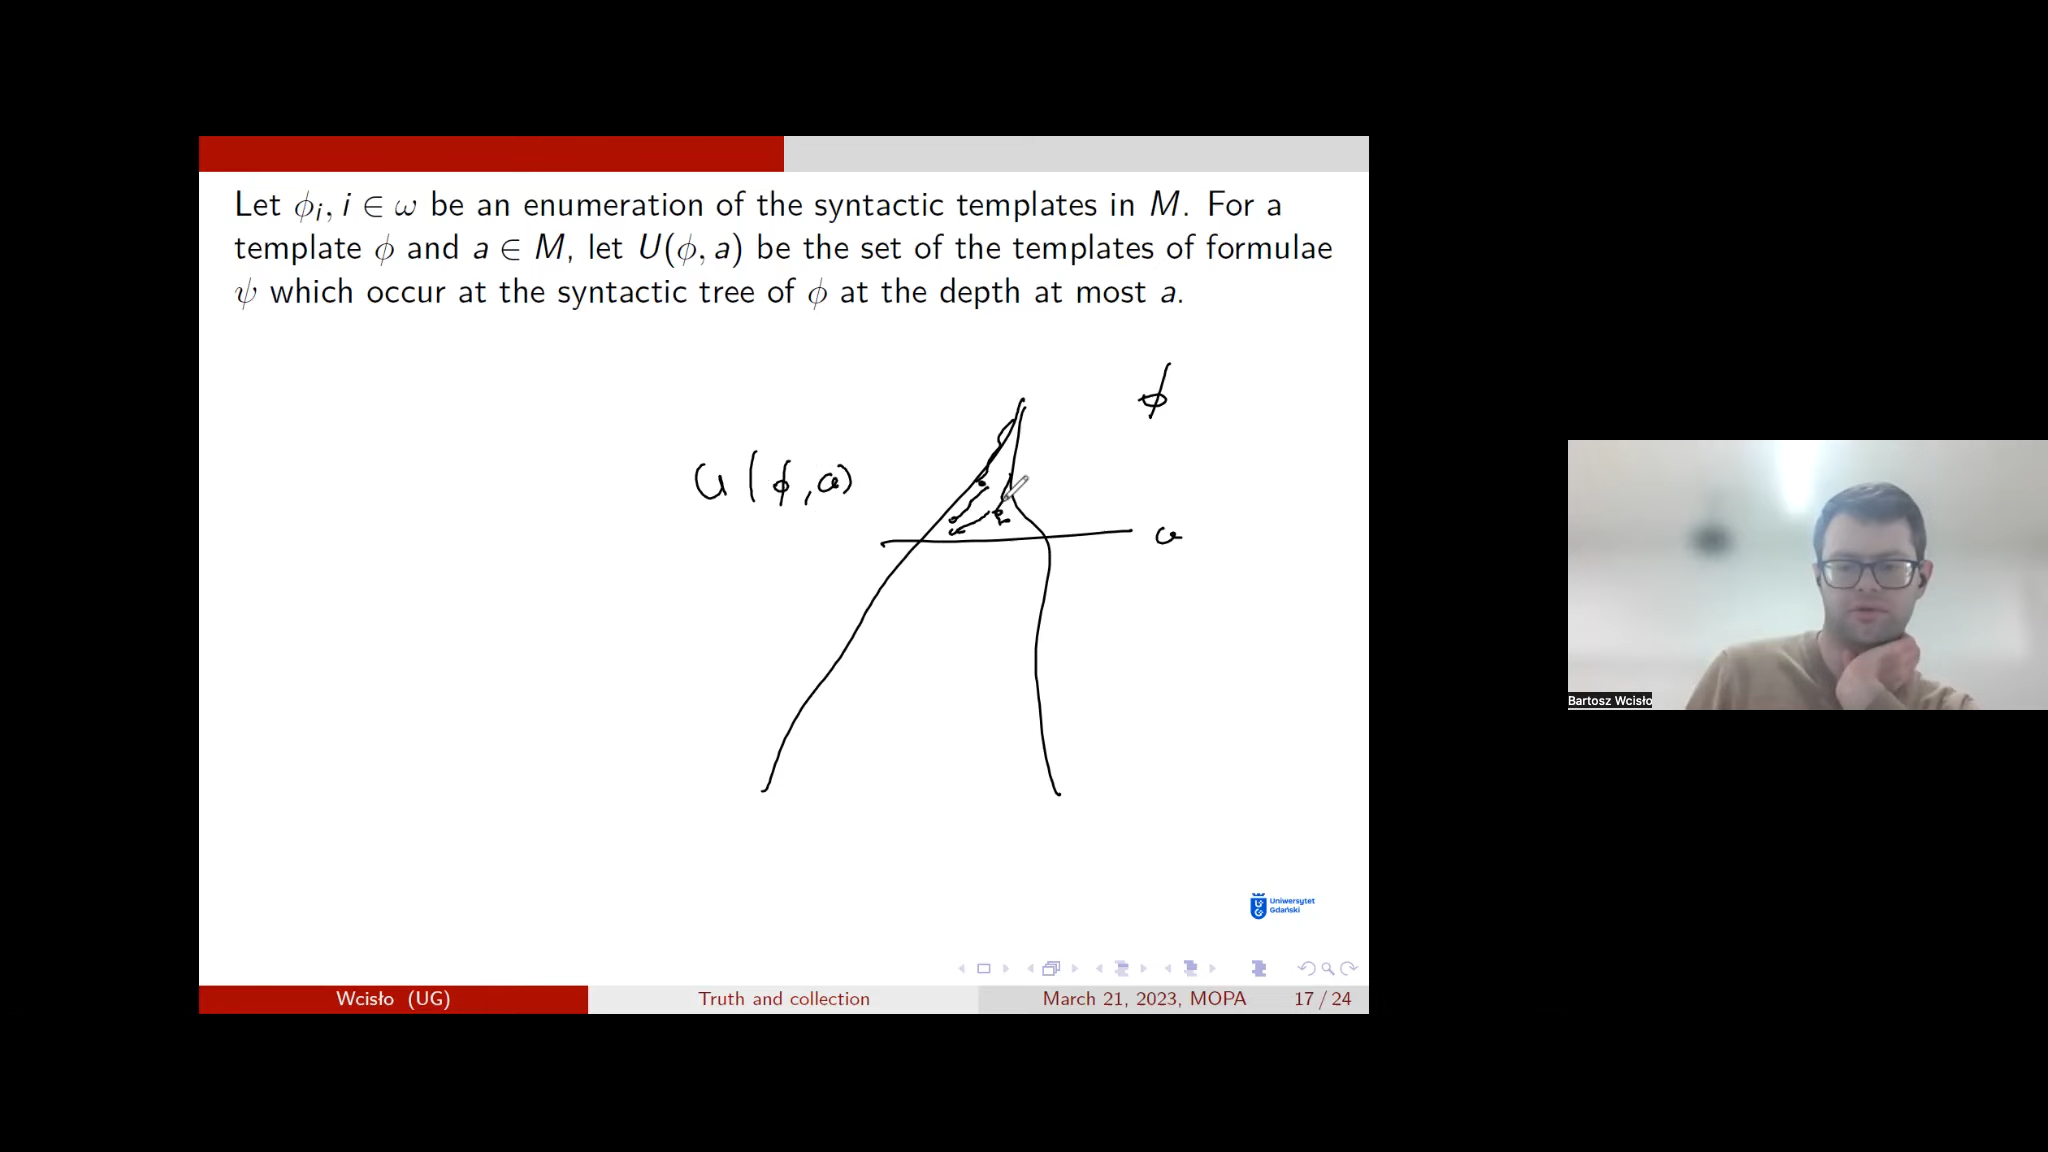 Let ϕᵢ, i ∈ ω be an enumeration of the syntactic templates in M. For a
template ϕ and a ∈ M, let U(ϕ, a) be the set of the templates of formulae
ψ which occur at the syntactic tree of ϕ at the depth at most a.
ϕ
U(ϕ, a)
a
Bartosz Wcisło
Uniwersytet
Gdański
Wcisło (UG) Truth and collection March 21, 2023, MOPA 17 / 24